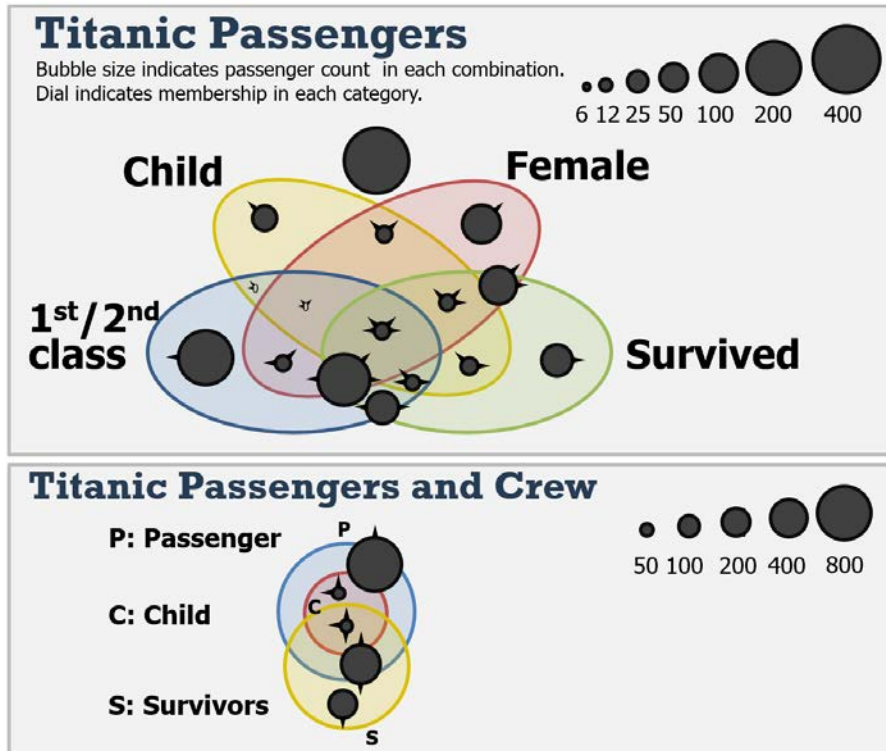 Titanic Passengers
Bubble size indicates passenger count in each combination.
Dial indicates membership in each category.
6 12 25 50 100 200 400
Child
Female
1st/2nd
class
Survived
Titanic Passengers and Crew
P: Passenger
C: Child
S: Survivors
P
C
S
50 100 200 400 800